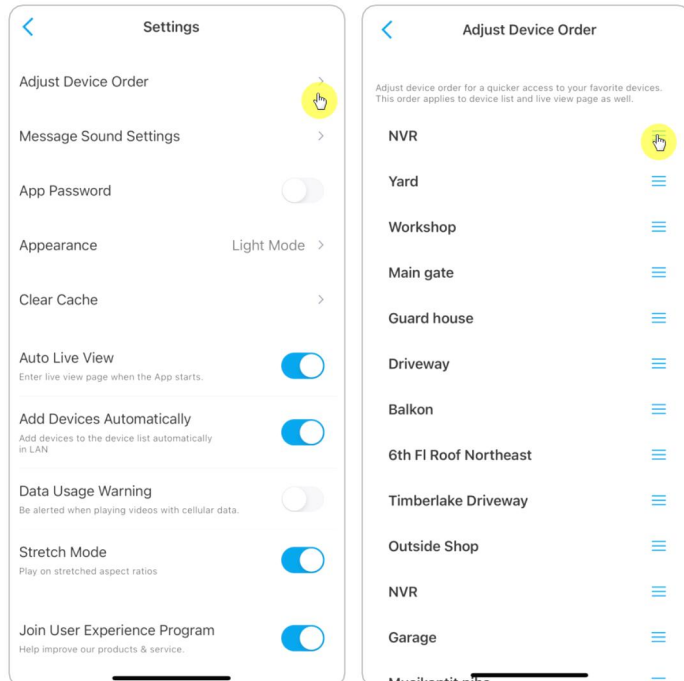 Settings
Adjust Device Order
Message Sound Settings
App Password
Appearance
Light Mode
Clear Cache
Auto Live View
Enter live view page when the App starts.
Add Devices Automatically
Add devices to the device list automatically
in LAN
Data Usage Warning
Be alerted when playing videos with cellular data.
Stretch Mode
Play on stretched aspect ratios
Join User Experience Program
Help improve our products & service.
Adjust Device Order
Adjust device order for a quicker access to your favorite devices.
This order applies to device list and live view page as well.
NVR
Yard
Workshop
Main gate
Guard house
Driveway
Balkon
6th Fl Roof Northeast
Timberlake Driveway
Outside Shop
NVR
Garage